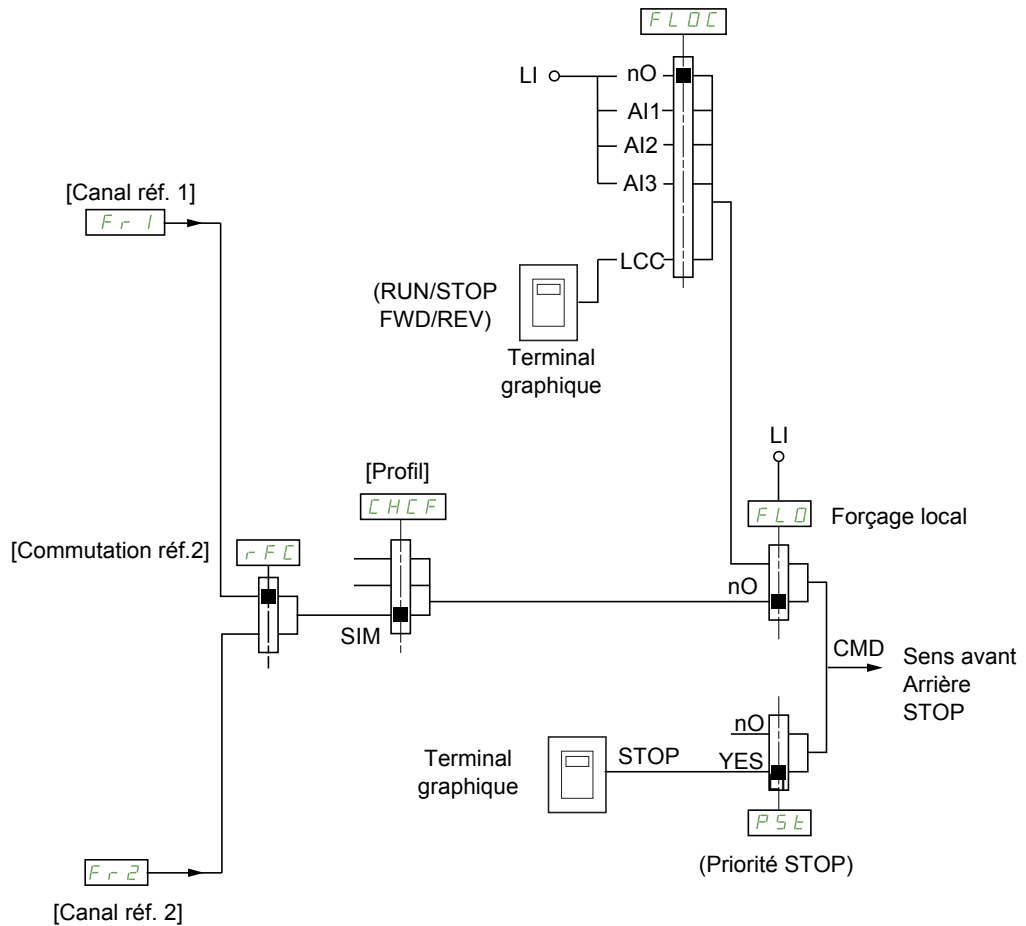 FLOC
LI
nO
AI1
AI2
AI3
LCC
[Canal réf. 1]
Fr1
(RUN/STOP
FWD/REV)
Terminal
graphique
LI
[Profil]
CHCF
FLO
Forçage local
[Commutation réf.2]
rFC
nO
SIM
CMD
Sens avant
Arrière
STOP
nO
Terminal
graphique
STOP
YES
PSt
(Priorité STOP)
Fr2
[Canal réf. 2]